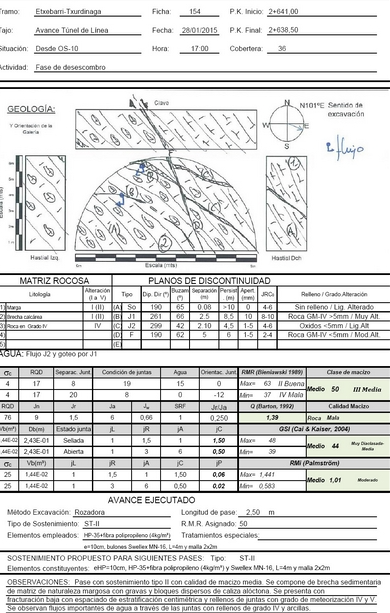 Tramo: Etxebarri-Txurdinaga Ficha: 154 P.K. Inicio: 2+641,00
Tajo: Avance Túnel de Línea Fecha: 28/01/2015 P.K. Final: 2+638,50
Situación: Desde OS-10 Hora: 17:00 Cobertera: 36
Actividad: Fase de desescombro
GEOLOGÍA:
Y Orientación de la Galería
Clave
N
W E
S
N101ºE Sentido de excavación
flujo
Escala (mts)
Hastial Izq. Escala (mts) Hastial Dch
MATRIZ ROCOSA PLANOS DE DISCONTINUIDAD
Litología Alteración (I a V) Tipo Dip. Dir (º) Buzam (º) Separación (m) Persist (m) Apert. (mm) JRCs Relleno / Grado Alteración
1) Marga I (II) (A) So 190 65 0.08 >10 0 4-6 Sin relleno / Lig. Alterado
2) Brecha calcárea I (II) (B) J1 261 66 2.5 8,5 10 8-10 Roca GM-IV >5mm / Muy Alt.
3) Roca en Grado IV IV (C) J2 299 42 2.10 4,5 1-5 4-6 Oxidos <5mm / Lig Alt
4) (D) F 190 62 5 6 1-5 2-4 Roca GM-IV <5mm / Mod Alt.
5) (E)
AGUA: Flujo J2 y goteo por J1
σc RQD Separac. Junt. Condición de juntas Agua Orientac. Junt. RMR (Bieniawski 1989) Clase de macizo
4 17 8 19 15 0 Max= 63 II Buena Medio 50 III Media
4 17 20 8 0 -12 Min= 37 IV Mala
RQD Jn Jr Ja Jw SRF Jr/Ja Q (Barton, 1992) Calidad Macizo
76 9 1,5 6 0,66 1 0,250 1,39 Roca Mala
Vb(m³) Db(m) Estado junta jL jR jA jC GSI (Cai & Kaiser, 2004)
1,44E-02 2,43E-01 Sellada 1 1,5 1 1,50 Max= 48 Medio 44 Muy Disclosado-Media
1,44E-02 2,43E-01 Abierta 1 3 6 0,50 Min= 39
σc Vb(m³) jL jR jA jC jP RMi (Palmström)
25 1,44E-02 1 1,5 1 1,50 0,06 Max= 1,441 Medio 1,01 Moderado
25 1,44E-02 1 3 6 0,50 0,02 Min= 0,583
AVANCE EJECUTADO
Método Excavación: Rozadora Longitud de pase: 2,50 m
Tipo de Sostenimiento: ST-II R.M.R. Asignado: 50
Elementos empleados: HP-35+fibra polipropileno (4kg/m³) Tratamientos especiales:
e=10cm, bulones Swellex MN-16, L=4m y malla 2x2m
SOSTENIMIENTO PROPUESTO PARA SIGUIENTES PASES: Tipo: ST-II
Elementos constituyentes: eHP=10cm, HP-35+fibra polipropileno (4kg/m³) y Swellex MN-16, L=4m y malla 2x2m
OBSERVACIONES: Pase con sostenimiento tipo II con calidad de macizo media. Se compone de brecha sedimentaria
de matriz de naturaleza margosa con gravas y bloques dispersos de caliza alóctona. Se presenta con
fracturación baja con espaciado de estratificación centimétrica y rellenos de juntas con grado de meteorización IV y V.
Se observan flujos importantes de agua a través de las juntas con rellenos de grado IV y arcillas.